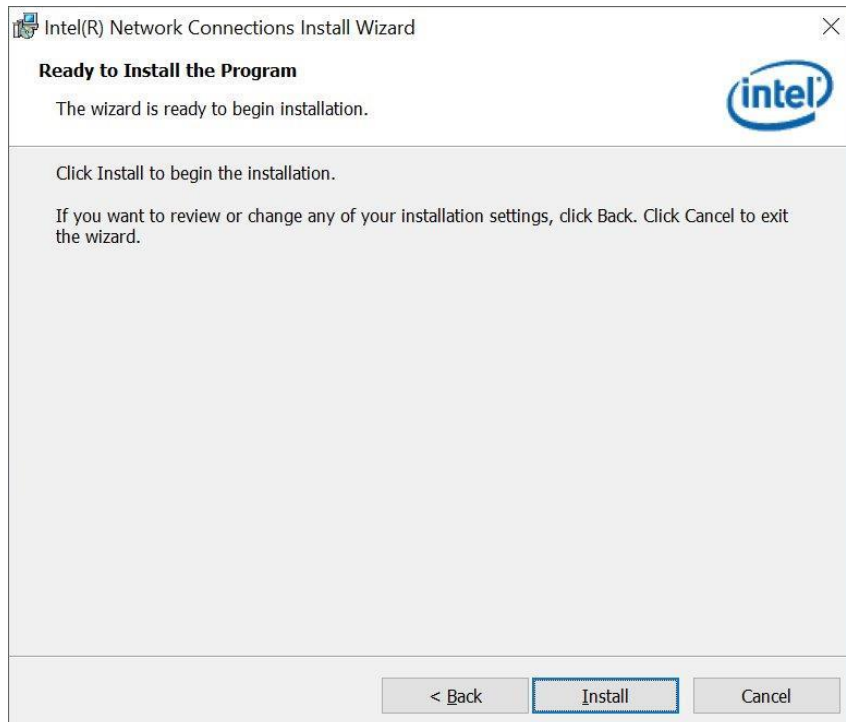 Intel(R) Network Connections Install Wizard
Ready to Install the Program
The wizard is ready to begin installation.
intel
Click Install to begin the installation.
If you want to review or change any of your installation settings, click Back. Click Cancel to exit
the wizard.
< Back
Install
Cancel